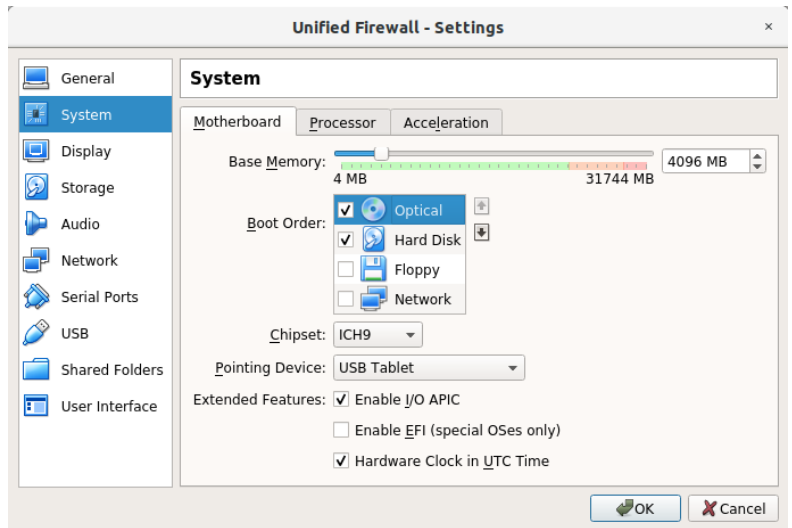 Unified Firewall - Settings
×
General
System
Display
Storage
Audio
Network
Serial Ports
USB
Shared Folders
User Interface
System
Motherboard Processor Acceleration
Base Memory: 4096 MB
4 MB 31744 MB
Boot Order:
Optical
Hard Disk
Floppy
Network
Chipset: ICH9
Pointing Device: USB Tablet
Extended Features: Enable I/O APIC
Enable EFI (special OSes only)
Hardware Clock in UTC Time
OK Cancel